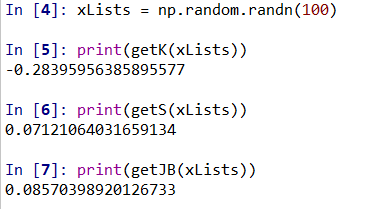 In [4]: xLists = np.random.randn(100)
In [5]: print(getK(xLists))
-0.28395956385895577
In [6]: print(getS(xLists))
0.07121064031659134
In [7]: print(getJB(xLists))
0.08570398920126733